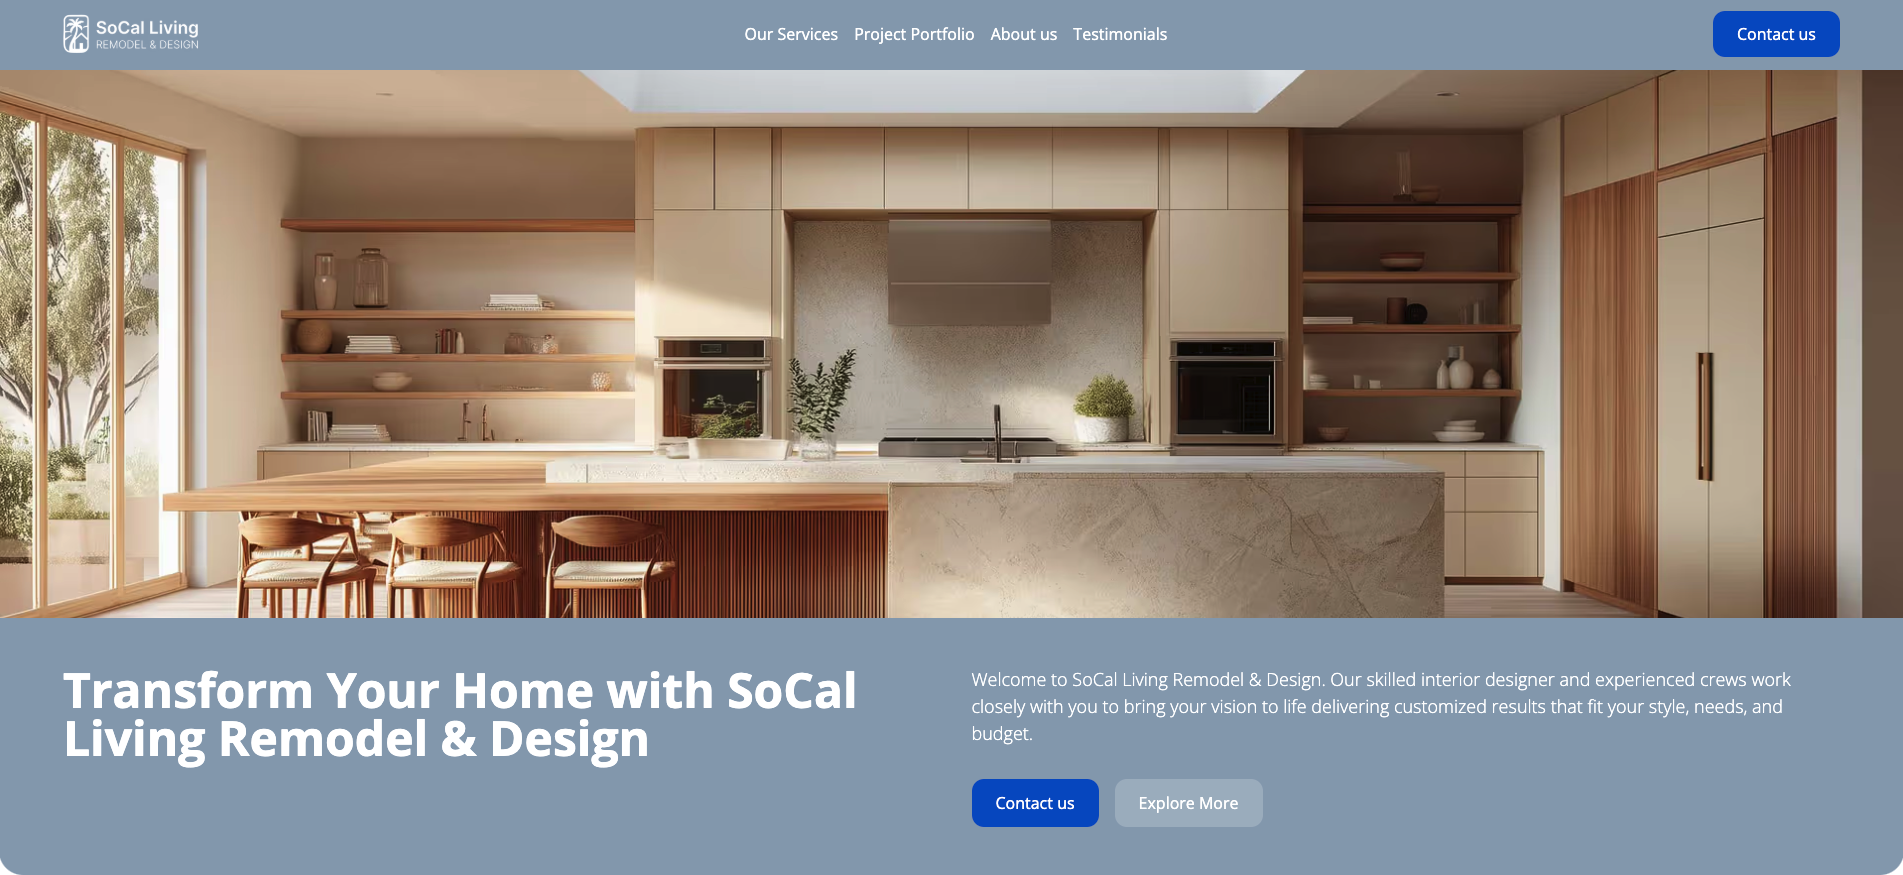 SoCal Living
REMODEL & DESIGN
Our Services
Project Portfolio
About us
Testimonials
Contact us
Transform Your Home with SoCal
Living Remodel & Design
Welcome to SoCal Living Remodel & Design. Our skilled interior designer and experienced crews work
closely with you to bring your vision to life delivering customized results that fit your style, needs, and
budget.
Contact us
Explore More